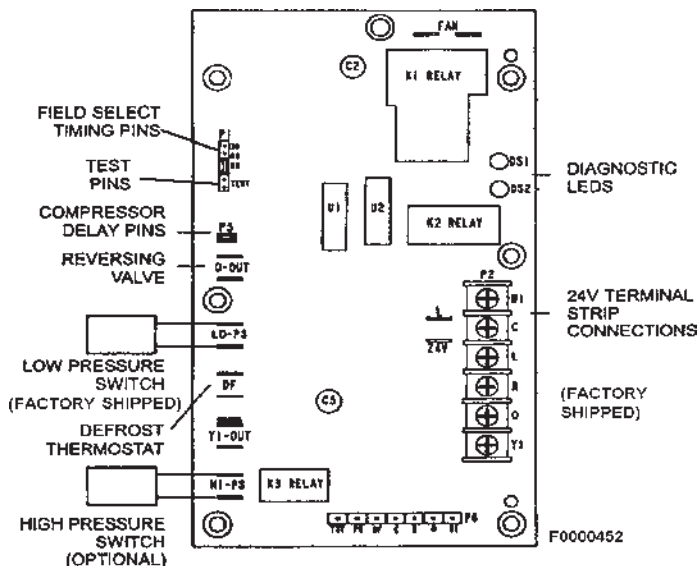 FAN
C2
K1 RELAY
FIELD SELECT
TIMING PINS
TEST
PINS
TEST
COMPRESSOR
DELAY PINS
P5
REVERSING
VALVE
O-OUT
LOW PRESSURE
SWITCH
(FACTORY SHIPPED)
LO-PS
DEFROST
THERMOSTAT
DF
Y1-OUT
HIGH PRESSURE
SWITCH
(OPTIONAL)
HI-PS
K3 RELAY
C5
U1
U2
K2 RELAY
DS1
DS2
DIAGNOSTIC
LEDS
P2
W1
C
L
R
O
Y1
L
24V
24V TERMINAL
STRIP
CONNECTIONS
(FACTORY
SHIPPED)
P6
F0000452